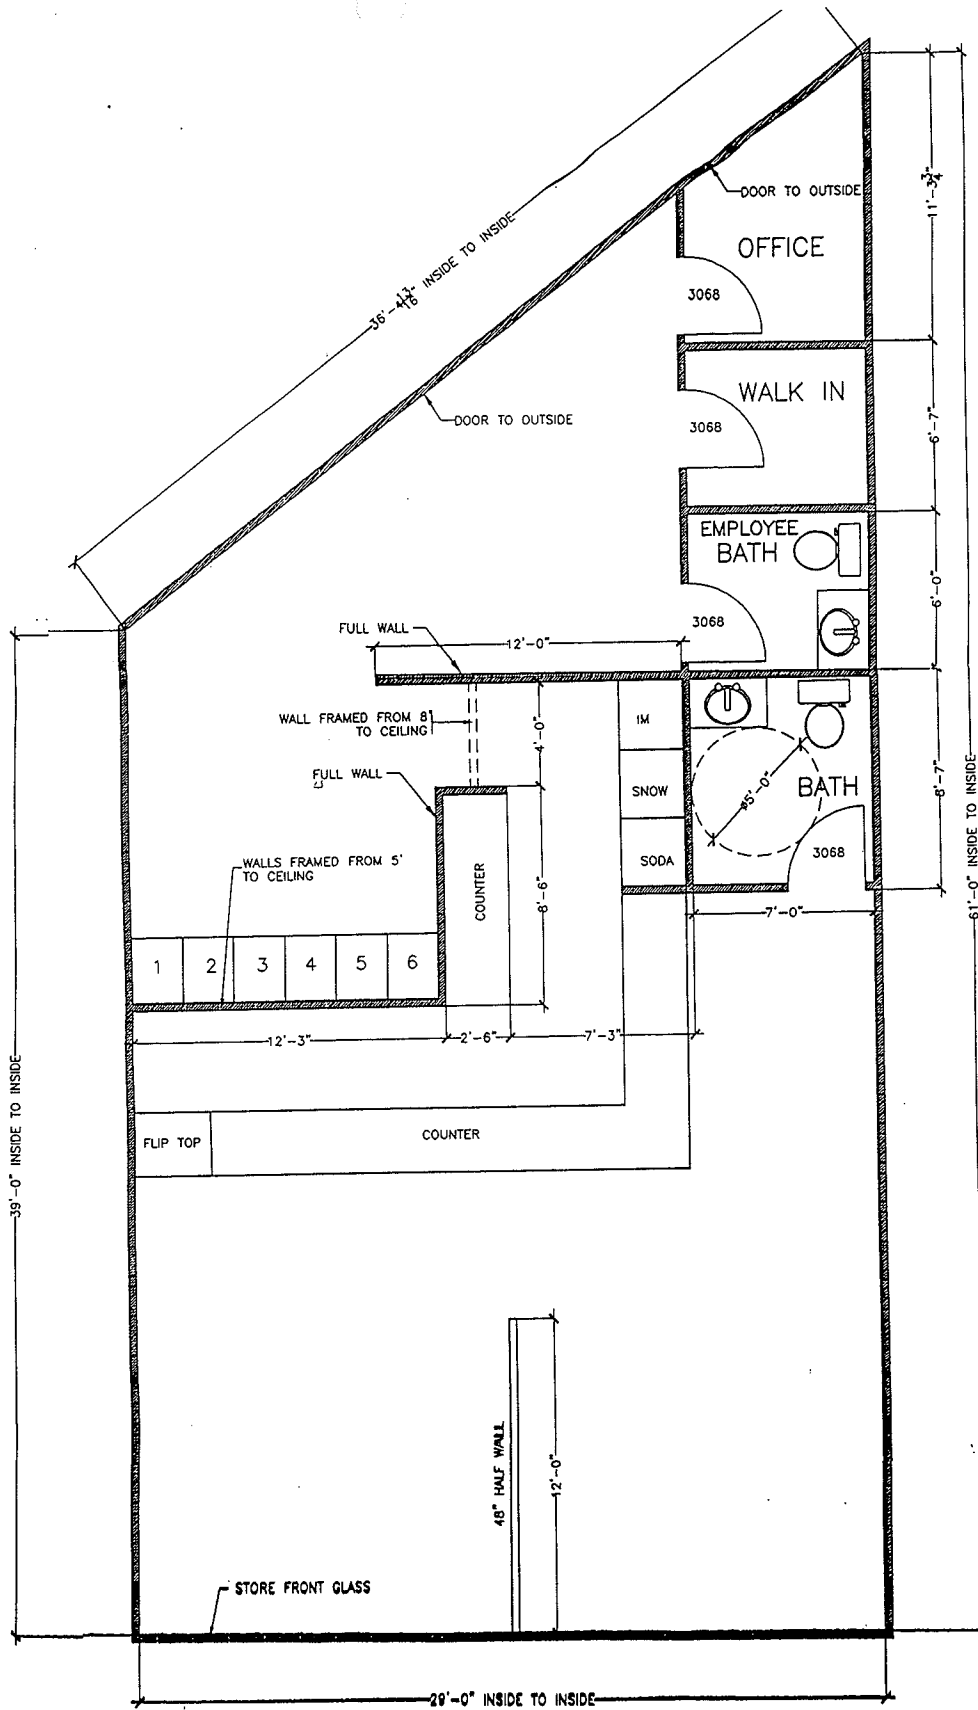 DOOR TO OUTSIDE
OFFICE
11'-3¾"
36'-4 13/16" INSIDE TO INSIDE
3068
WALK IN
6'-7"
DOOR TO OUTSIDE
3068
EMPLOYEE
BATH
6'-0"
3068
FULL WALL
12'-0"
WALL FRAMED FROM 8'
TO CEILING
4'-0"
IM
FULL WALL
SNOW
ø5'-0"
BATH
8'-7"
61'-0" INSIDE TO INSIDE
3068
WALLS FRAMED FROM 5'
TO CEILING
COUNTER
8'-6"
SODA
7'-0"
1 2 3 4 5 6
12'-3" 2'-6" 7'-3"
39'-0" INSIDE TO INSIDE
FLIP TOP
COUNTER
48" HALF WALL
12'-0"
STORE FRONT GLASS
29'-0" INSIDE TO INSIDE